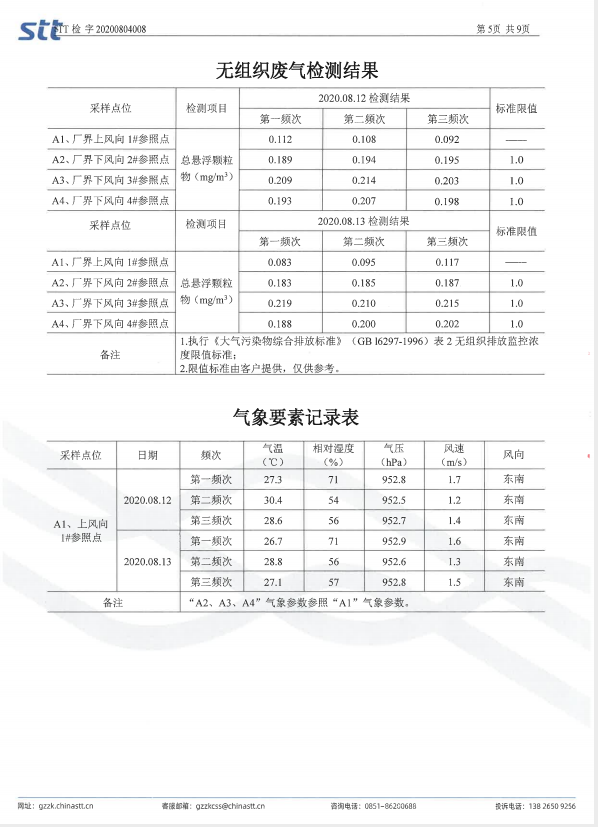 stt
STT 检 字 20200804008 第 5页 共 9页
无组织废气检测结果
采样点位 检测项目 2020.08.12 检测结果 标准限值
第一频次 第二频次 第三频次
A1、厂界上风向 1#参照点 总悬浮颗粒物（mg/m³） 0.112 0.108 0.092 ——
A2、厂界下风向 2#参照点 0.189 0.194 0.195 1.0
A3、厂界下风向 3#参照点 0.209 0.214 0.203 1.0
A4、厂界下风向 4#参照点 0.193 0.207 0.198 1.0
采样点位 检测项目 2020.08.13 检测结果 标准限值
第一频次 第二频次 第三频次
A1、厂界上风向 1#参照点 总悬浮颗粒物（mg/m³） 0.083 0.095 0.117 ——
A2、厂界下风向 2#参照点 0.183 0.185 0.187 1.0
A3、厂界下风向 3#参照点 0.219 0.210 0.215 1.0
A4、厂界下风向 4#参照点 0.188 0.200 0.202 1.0
备注 1.执行《大气污染物综合排放标准》（GB 16297-1996）表 2 无组织排放监控浓
度限值标准；
2.限值标准由客户提供，仅供参考。
气象要素记录表
采样点位 日期 频次 气温（℃） 相对湿度（%） 气压（hPa） 风速（m/s） 风向
A1、上风向 1#参照点 2020.08.12 第一频次 27.3 71 952.8 1.7 东南
第二频次 30.4 54 952.5 1.2 东南
第三频次 28.6 56 952.7 1.4 东南
2020.08.13 第一频次 26.7 71 952.9 1.6 东南
第二频次 28.8 56 952.6 1.3 东南
第三频次 27.1 57 952.8 1.5 东南
备注 “A2、A3、A4”气象参数参照“A1”气象参数。
网址：gzzk.chinastt.cn 客服邮箱：gzzkcss@chinastt.cn 咨询电话：0851-86200688 投诉电话：138 2650 9256